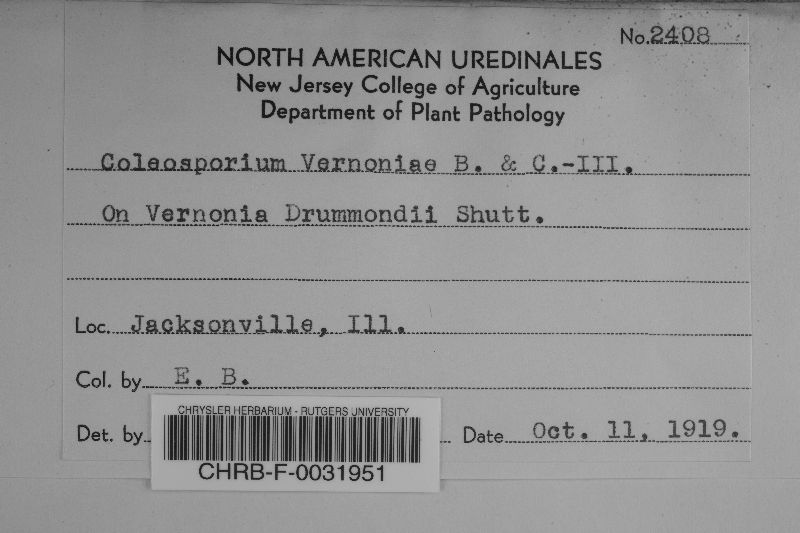 No. 2408
NORTH AMERICAN UREDINALES
New Jersey College of Agriculture
Department of Plant Pathology
Coleosporium Vernoniae B. & C.-III.
On Vernonia Drummondii Shutt.
Loc. Jacksonville, Ill.
Col. by E. B.
Det. by
Date Oct. 11, 1919.
CHRYSLER HERBARIUM - RUTGERS UNIVERSITY
CHRB-F-0031951